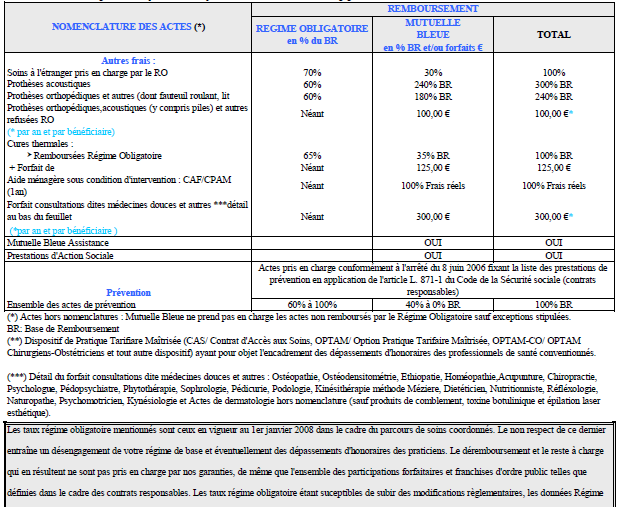 REMBOURSEMENT
NOMENCLATURE DES ACTES (*)
REGIME OBLIGATOIRE
en % du BR
MUTUELLE
BLEUE
en % BR et/ou forfaits €
TOTAL
Autres frais :
Soins à l'étranger pris en charge par le RO 70% 30% 100%
Prothèses acoustiques 60% 240% BR 300% BR
Prothèses orthopédiques et autres (dont fauteuil roulant, lit 60% 180% BR 240% BR
Prothèses orthopédiques,acoustiques (y compris piles) et autres
refusées RO Néant 100,00 € 100,00 €*
(* par an et par bénéficiaire)
Cures thermales :
➢ Remboursées Régime Obligatoire 65% 35% BR 100% BR
+ Forfait de Néant 125,00 € 125,00 €
Aide ménagère sous condition d'intervention : CAF/CPAM
(1an) Néant 100% Frais réels 100% Frais réels
Forfait consultations dites médecines douces et autres ***détail
au bas du feuillet Néant 300,00 € 300,00 €*
(*par an et par bénéficiaire )
Mutuelle Bleue Assistance OUI OUI
Prestations d'Action Sociale OUI OUI
Actes pris en charge conformément à l'arrêté du 8 juin 2006 fixant la liste des prestations de
prévention en application de l'article L. 871-1 du Code de la Sécurité sociale (contrats
responsables)
Prévention
Ensemble des actes de prévention 60% à 100% 40% à 0% BR 100% BR
(*) Actes hors nomenclatures : Mutuelle Bleue ne prend pas en charge les actes non remboursés par le Régime Obligatoire sauf exceptions stipulées.
BR: Base de Remboursement
(**) Dispositif de Pratique Tarifiare Maîtrisée (CAS/ Contrat d'Accès aux Soins, OPTAM/ Option Pratique Tarifaire Maîtrisée, OPTAM-CO/ OPTAM
Chirurgiens-Obstétriciens et tout autre dispositif) ayant pour objet l'encadrement des dépassements d'honoraires des professionnels de santé conventionnés.
(***) Détail du forfait consultations dite médecines douces et autres : Ostéopathie, Ostéodensitométrie, Ethiopatie, Homéopathie,Acupunture, Chiropractie,
Psychologue, Pédopsychiatre, Phytothérapie, Sophrologie, Pédicurie, Podologie, Kinésithérapie méthode Mézière, Dietéticien, Nutritionniste, Réfléxologie,
Naturopathe, Psychomotricien, Kynésiologie et Actes de dermatologie hors nomenclature (sauf produits de comblement, toxine botulinique et épilation laser
esthétique).
Les taux régime obligatoire mentionnés sont ceux en vigueur au 1er janvier 2008 dans le cadre du parcours de soins coordonnés. Le non respect de ce dernier
entraîne un désengagement de votre régime de base et éventuellement des dépassements d'honoraires des praticiens. Le déremboursement et le reste à charge
qui en résultent ne sont pas pris en charge par nos garanties, de même que l'ensemble des participations forfaitaires et franchises d'ordre public telles que
définies dans le cadre des contrats responsables. Les taux régime obligatoire étant suceptibles de subir des modifications règlementaires, les données Régime